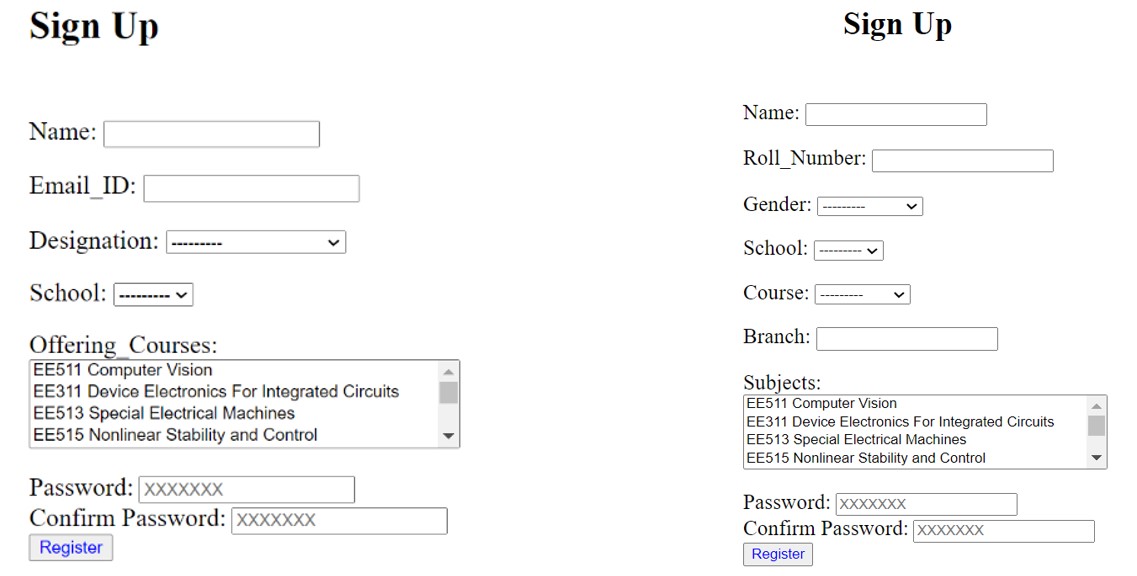 Sign Up
Name:
Email_ID:
Designation: ---------
School: ---------
Offering_Courses:
EE511 Computer Vision
EE311 Device Electronics For Integrated Circuits
EE513 Special Electrical Machines
EE515 Nonlinear Stability and Control
Password: XXXXXXX
Confirm Password: XXXXXXX
Register
Sign Up
Name:
Roll_Number:
Gender: ---------
School: ---------
Course: ---------
Branch:
Subjects:
EE511 Computer Vision
EE311 Device Electronics For Integrated Circuits
EE513 Special Electrical Machines
EE515 Nonlinear Stability and Control
Password: XXXXXXX
Confirm Password: XXXXXXX
Register